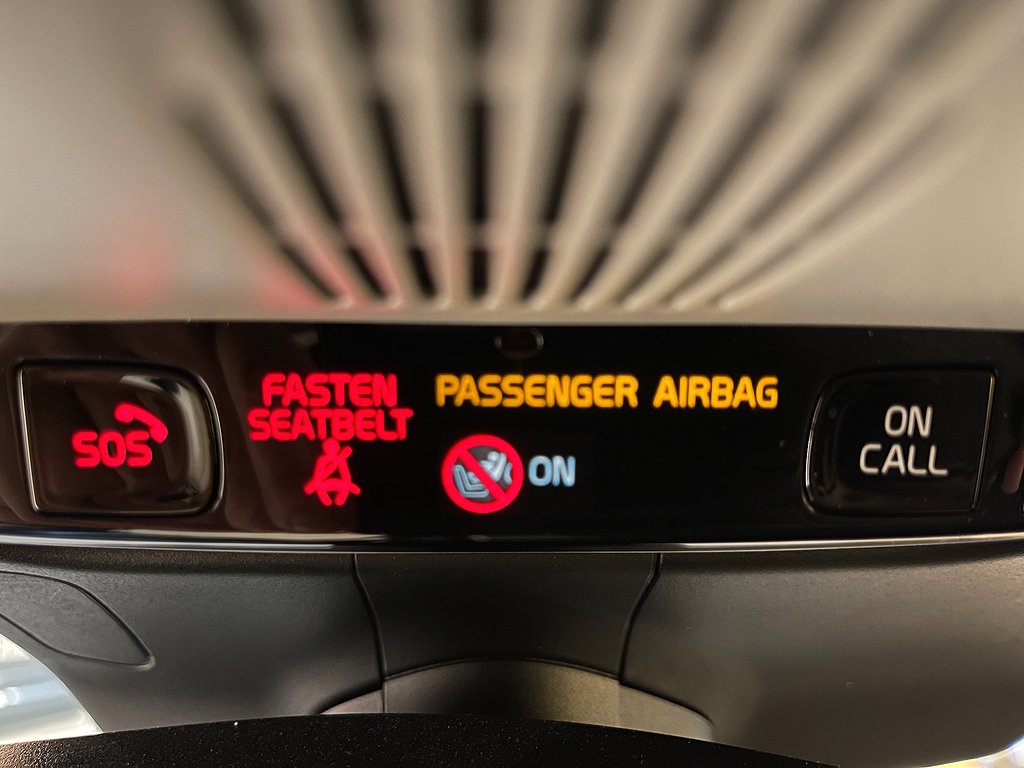 SOS
FASTEN
SEATBELT
PASSENGER AIRBAG
ON
ON
CALL